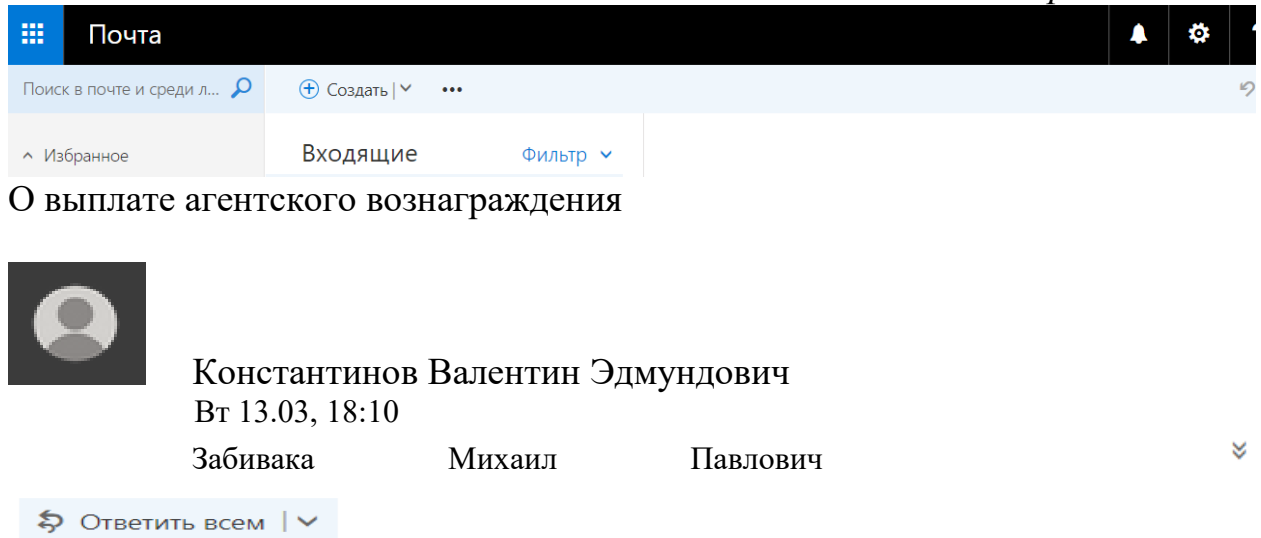 Почта
Поиск в почте и среди л... Создать | •••
Избранное Входящие Фильтр
О выплате агентского вознаграждения
Константинов Валентин Эдмундович
Вт 13.03, 18:10
Забивака Михаил Павлович
Ответить всем |